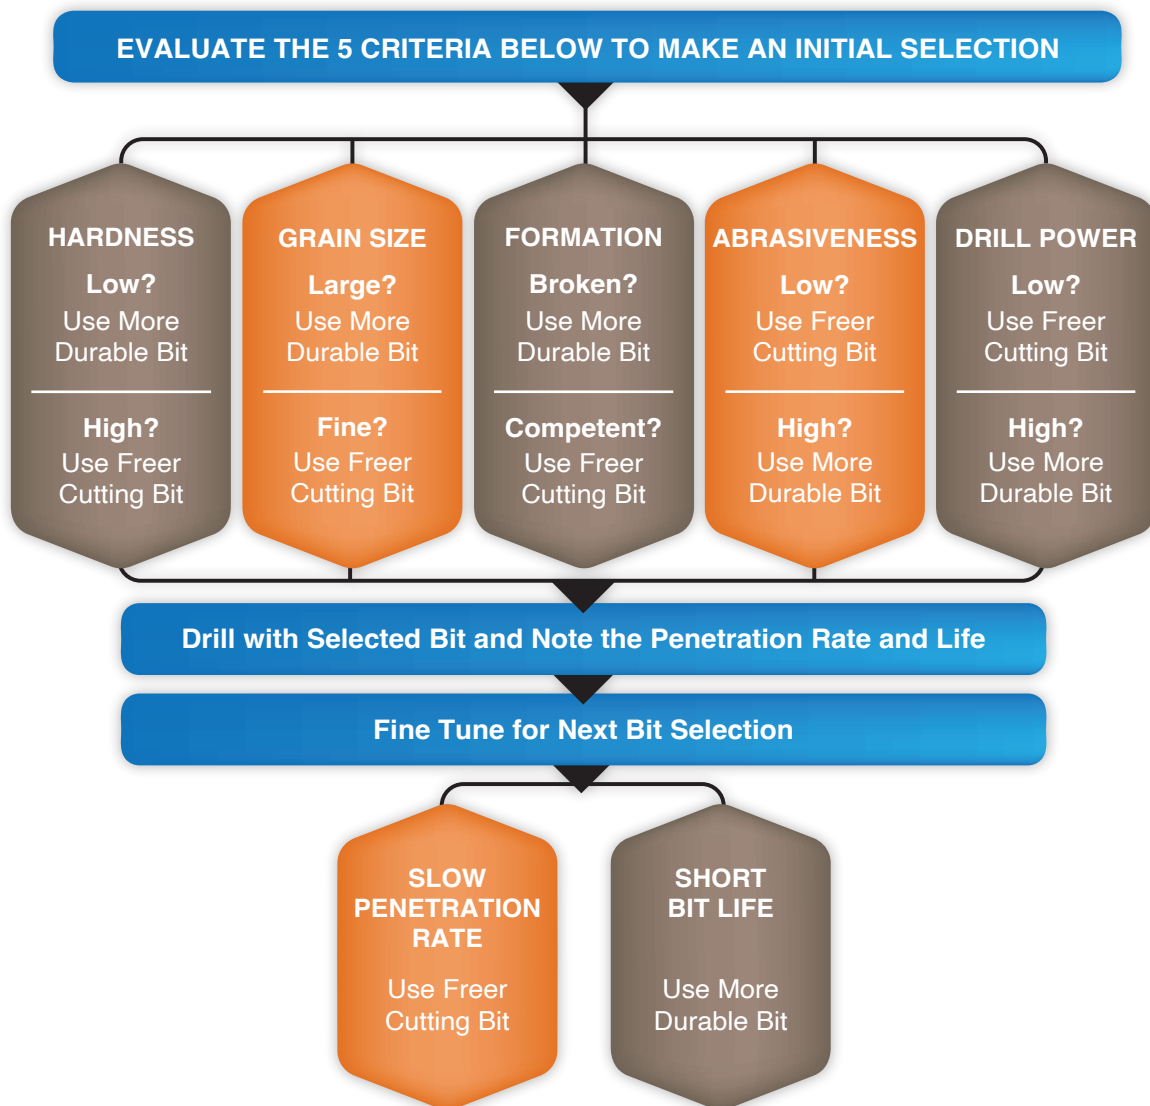 EVALUATE THE 5 CRITERIA BELOW TO MAKE AN INITIAL SELECTION
HARDNESS
Low?
Use More
Durable Bit
High?
Use Freer
Cutting Bit
GRAIN SIZE
Large?
Use More
Durable Bit
Fine?
Use Freer
Cutting Bit
FORMATION
Broken?
Use More
Durable Bit
Competent?
Use Freer
Cutting Bit
ABRASIVENESS
Low?
Use Freer
Cutting Bit
High?
Use More
Durable Bit
DRILL POWER
Low?
Use Freer
Cutting Bit
High?
Use More
Durable Bit
Drill with Selected Bit and Note the Penetration Rate and Life
Fine Tune for Next Bit Selection
SLOW
PENETRATION
RATE
Use Freer
Cutting Bit
SHORT
BIT LIFE
Use More
Durable Bit